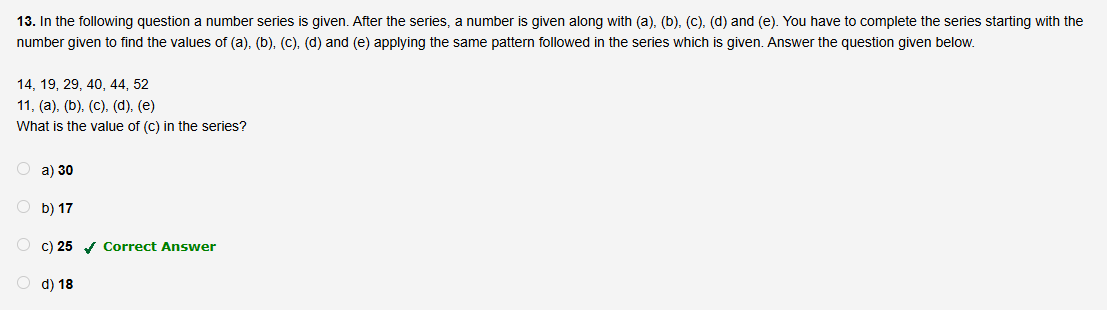 13. In the following question a number series is given. After the series, a number is given along with (a), (b), (c), (d) and (e). You have to complete the series starting with the
number given to find the values of (a), (b), (c), (d) and (e) applying the same pattern followed in the series which is given. Answer the question given below.
14, 19, 29, 40, 44, 52
11, (a), (b), (c), (d), (e)
What is the value of (c) in the series?
a) 30
b) 17
c) 25 ✓ Correct Answer
d) 18